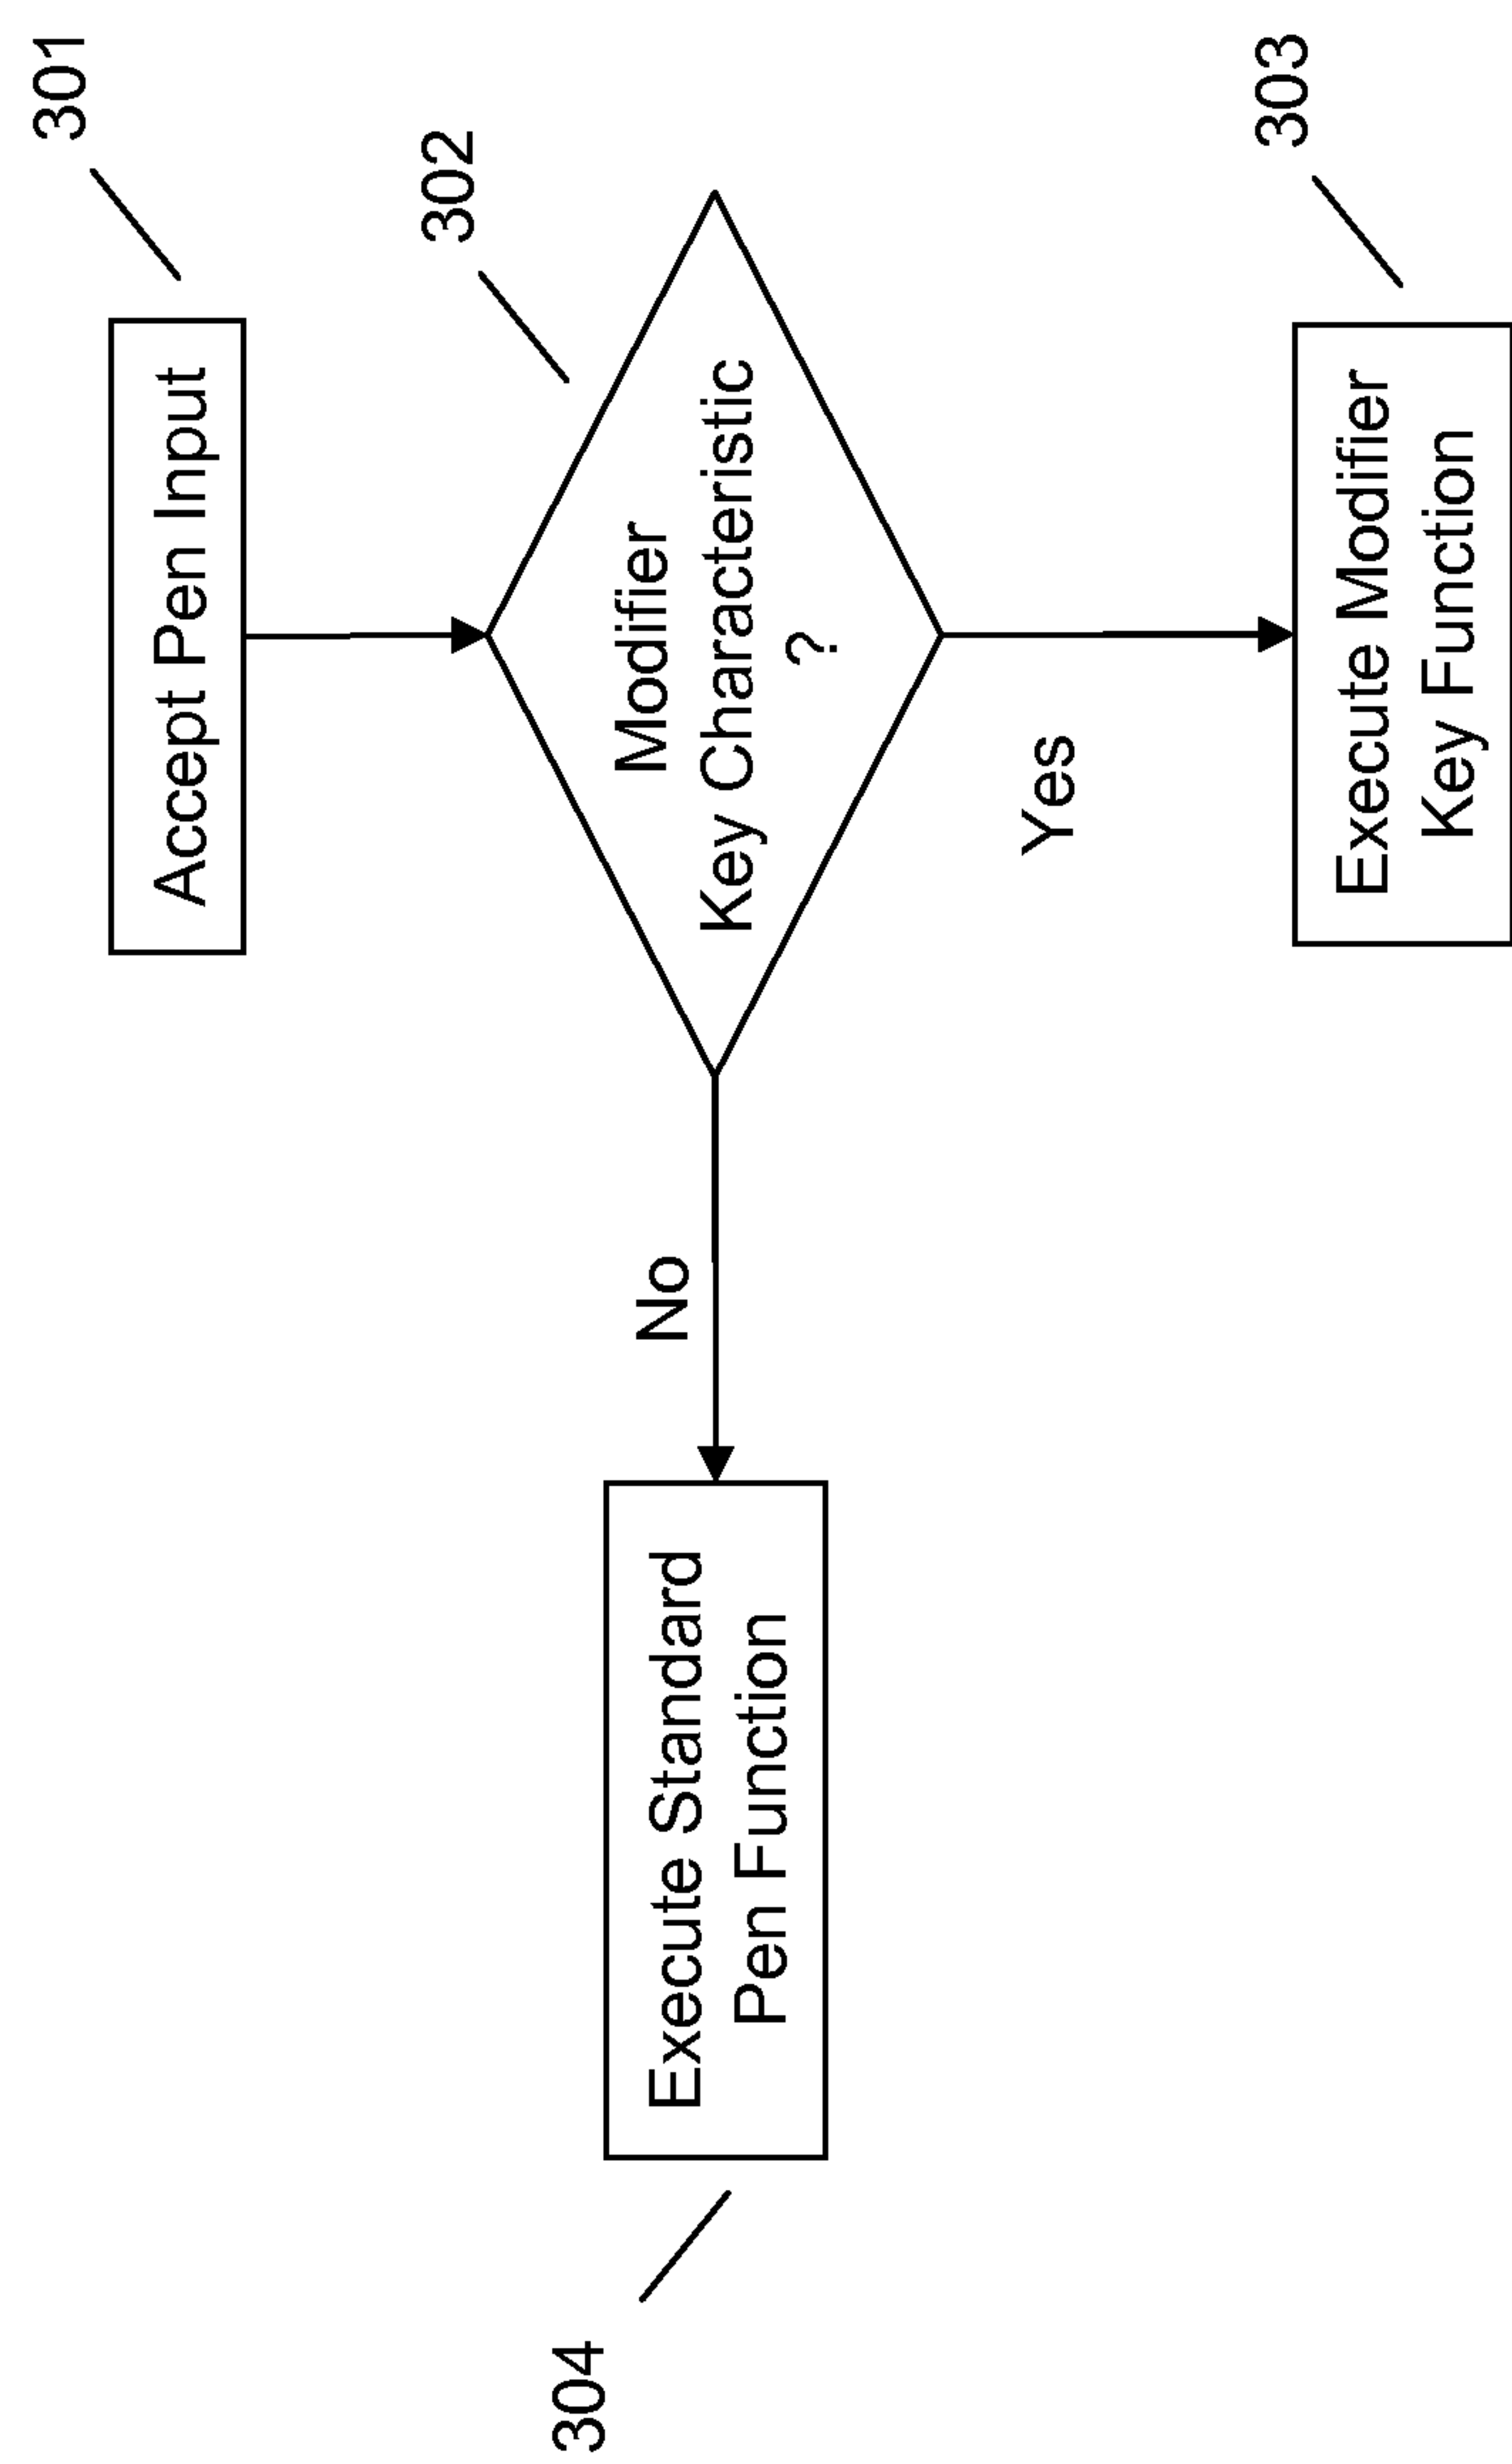 301
Accept Pen Input
302
Modifier
Key Characteristic
?
No
Yes
304
Execute Standard
Pen Function
303
Execute Modifier
Key Function